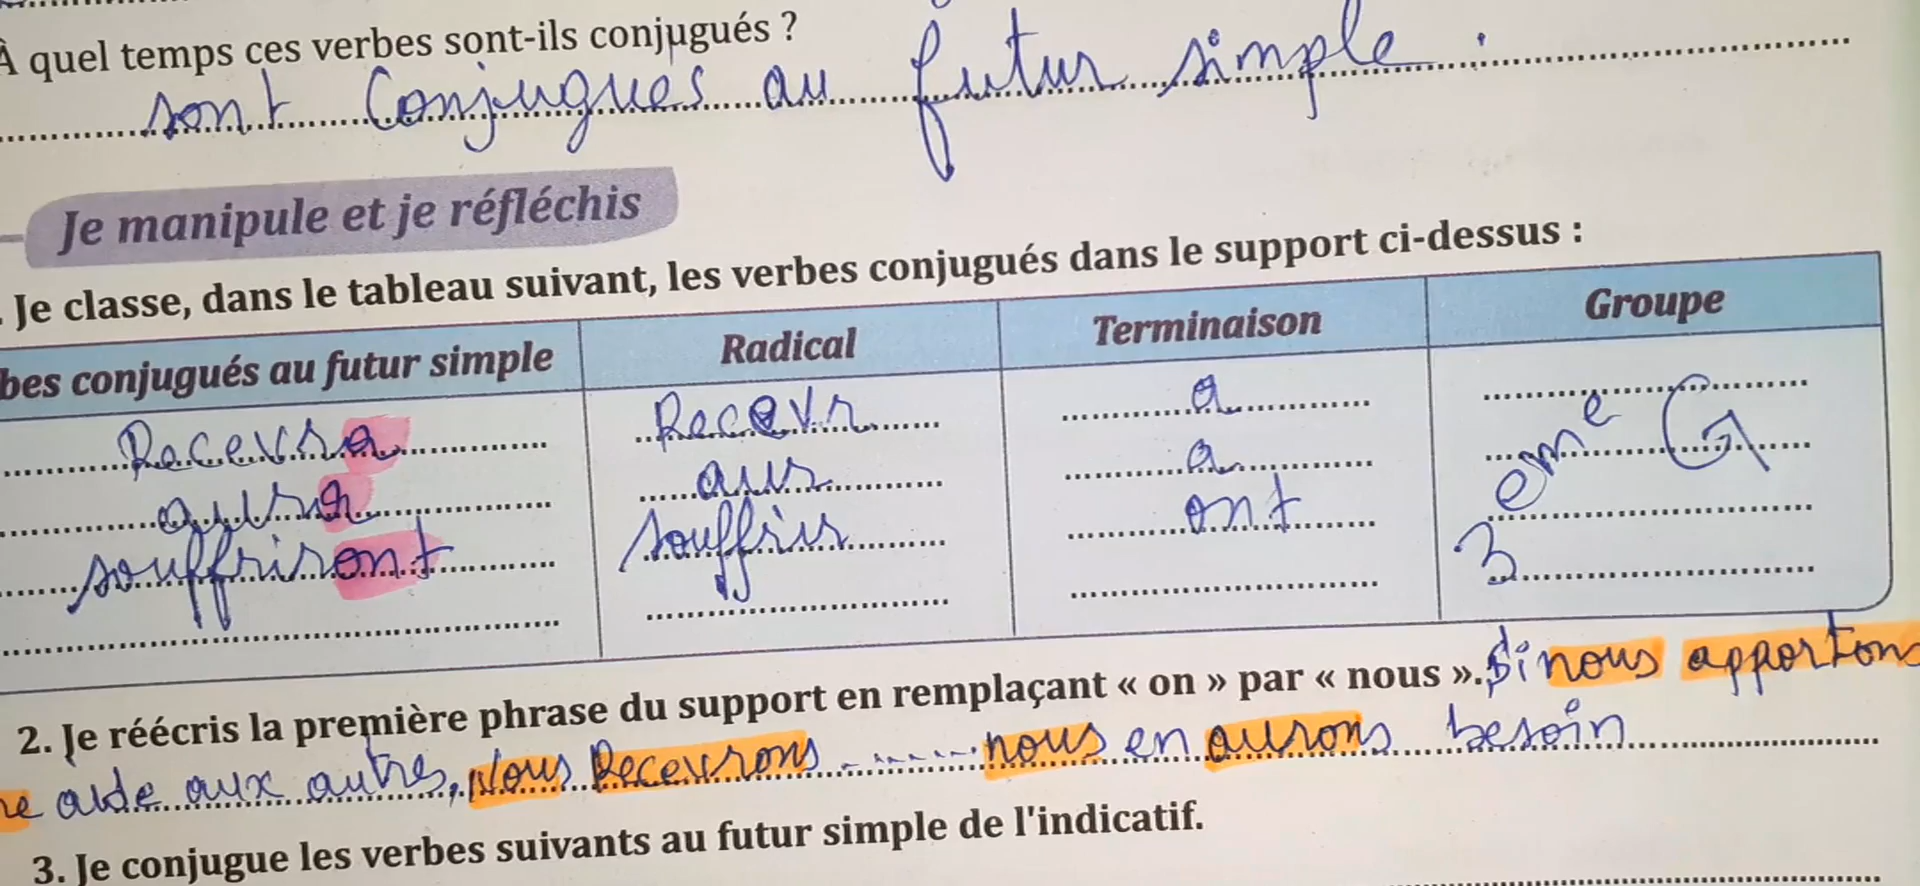 À quel temps ces verbes sont-ils conjugués ?
sont Conjugues au futur simple.
Je manipule et je réfléchis
. Je classe, dans le tableau suivant, les verbes conjugués dans le support ci-dessus :
bes conjugués au futur simple Radical Terminaison Groupe
Recevra Recevr a
aura aur a
souffriront souffrir ont
3 eme G
2. Je réécris la première phrase du support en remplaçant « on » par « nous ». Si nous apportons
re aide aux autres, Nous Recevrons ...... nous en aurons besoin
3. Je conjugue les verbes suivants au futur simple de l'indicatif.